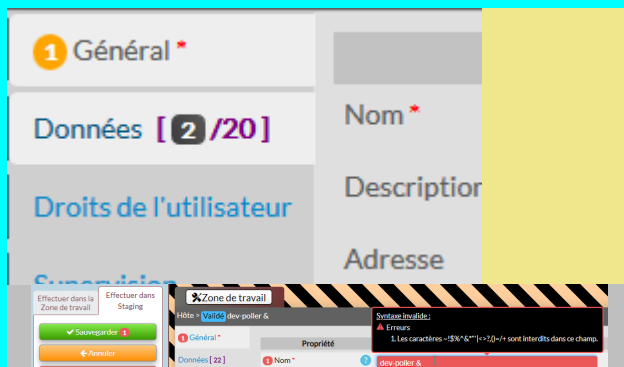 1 Général *
Données [ 2 /20 ]
Droits de l'utilisateur
Nom *
Description
Adresse
Effectuer dans la
Zone de travail
Effectuer dans
Staging
Sauvegarder 1
Annuler
Zone de travail
Hôte > Validé dev-poller &
1 Général *
Données [ 22 ]
Propriété
1 Nom * ?
Syntaxe invalide :
Erreurs
1. Les caractères ~!$%^&*"'|<>?,()=/+ sont interdits dans ce champ.
dev-poller &